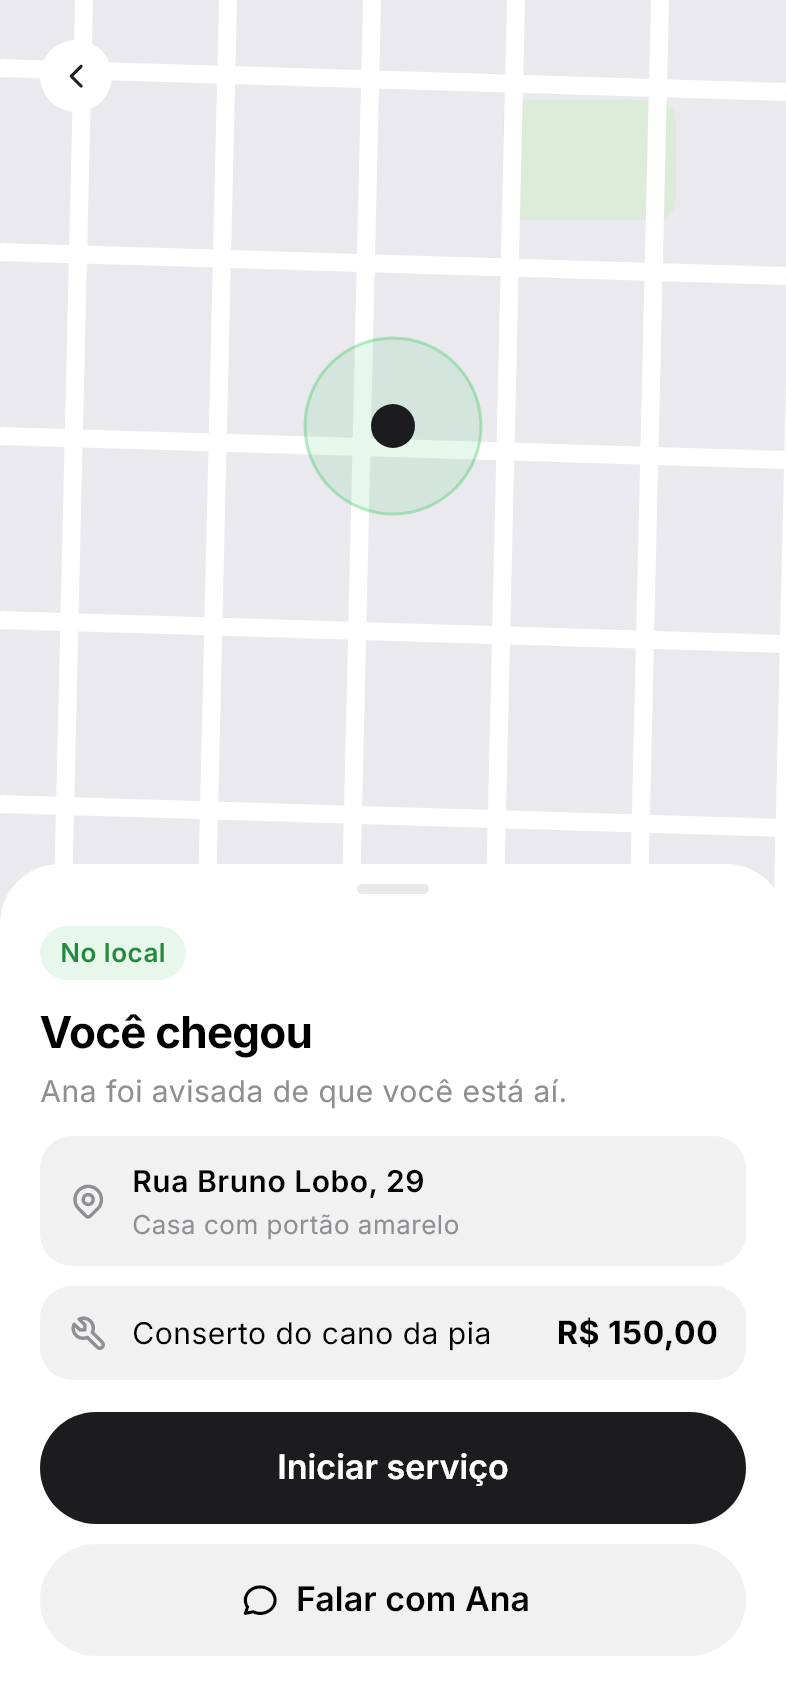 No local
Você chegou
Ana foi avisada de que você está aí.
Rua Bruno Lobo, 29
Casa com portão amarelo
Conserto do cano da pia R$ 150,00
Iniciar serviço
Falar com Ana